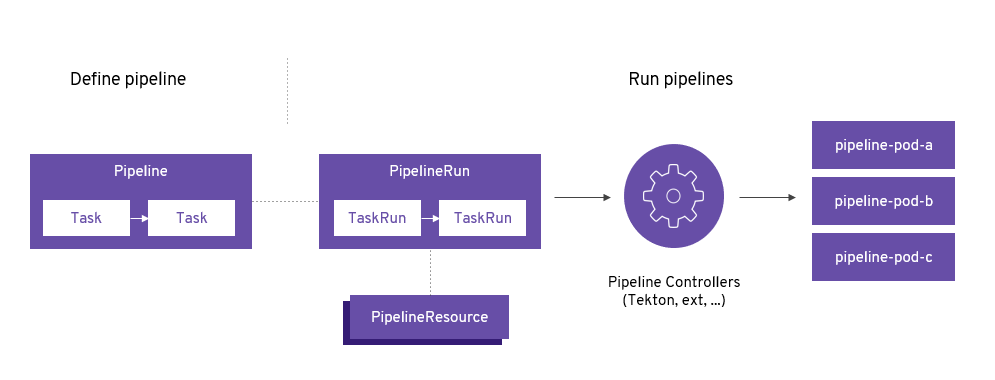 Define pipeline
Run pipelines
Pipeline
Task
Task
PipelineRun
TaskRun
TaskRun
PipelineResource
Pipeline Controllers
(Tekton, ext, ...)
pipeline-pod-a
pipeline-pod-b
pipeline-pod-c